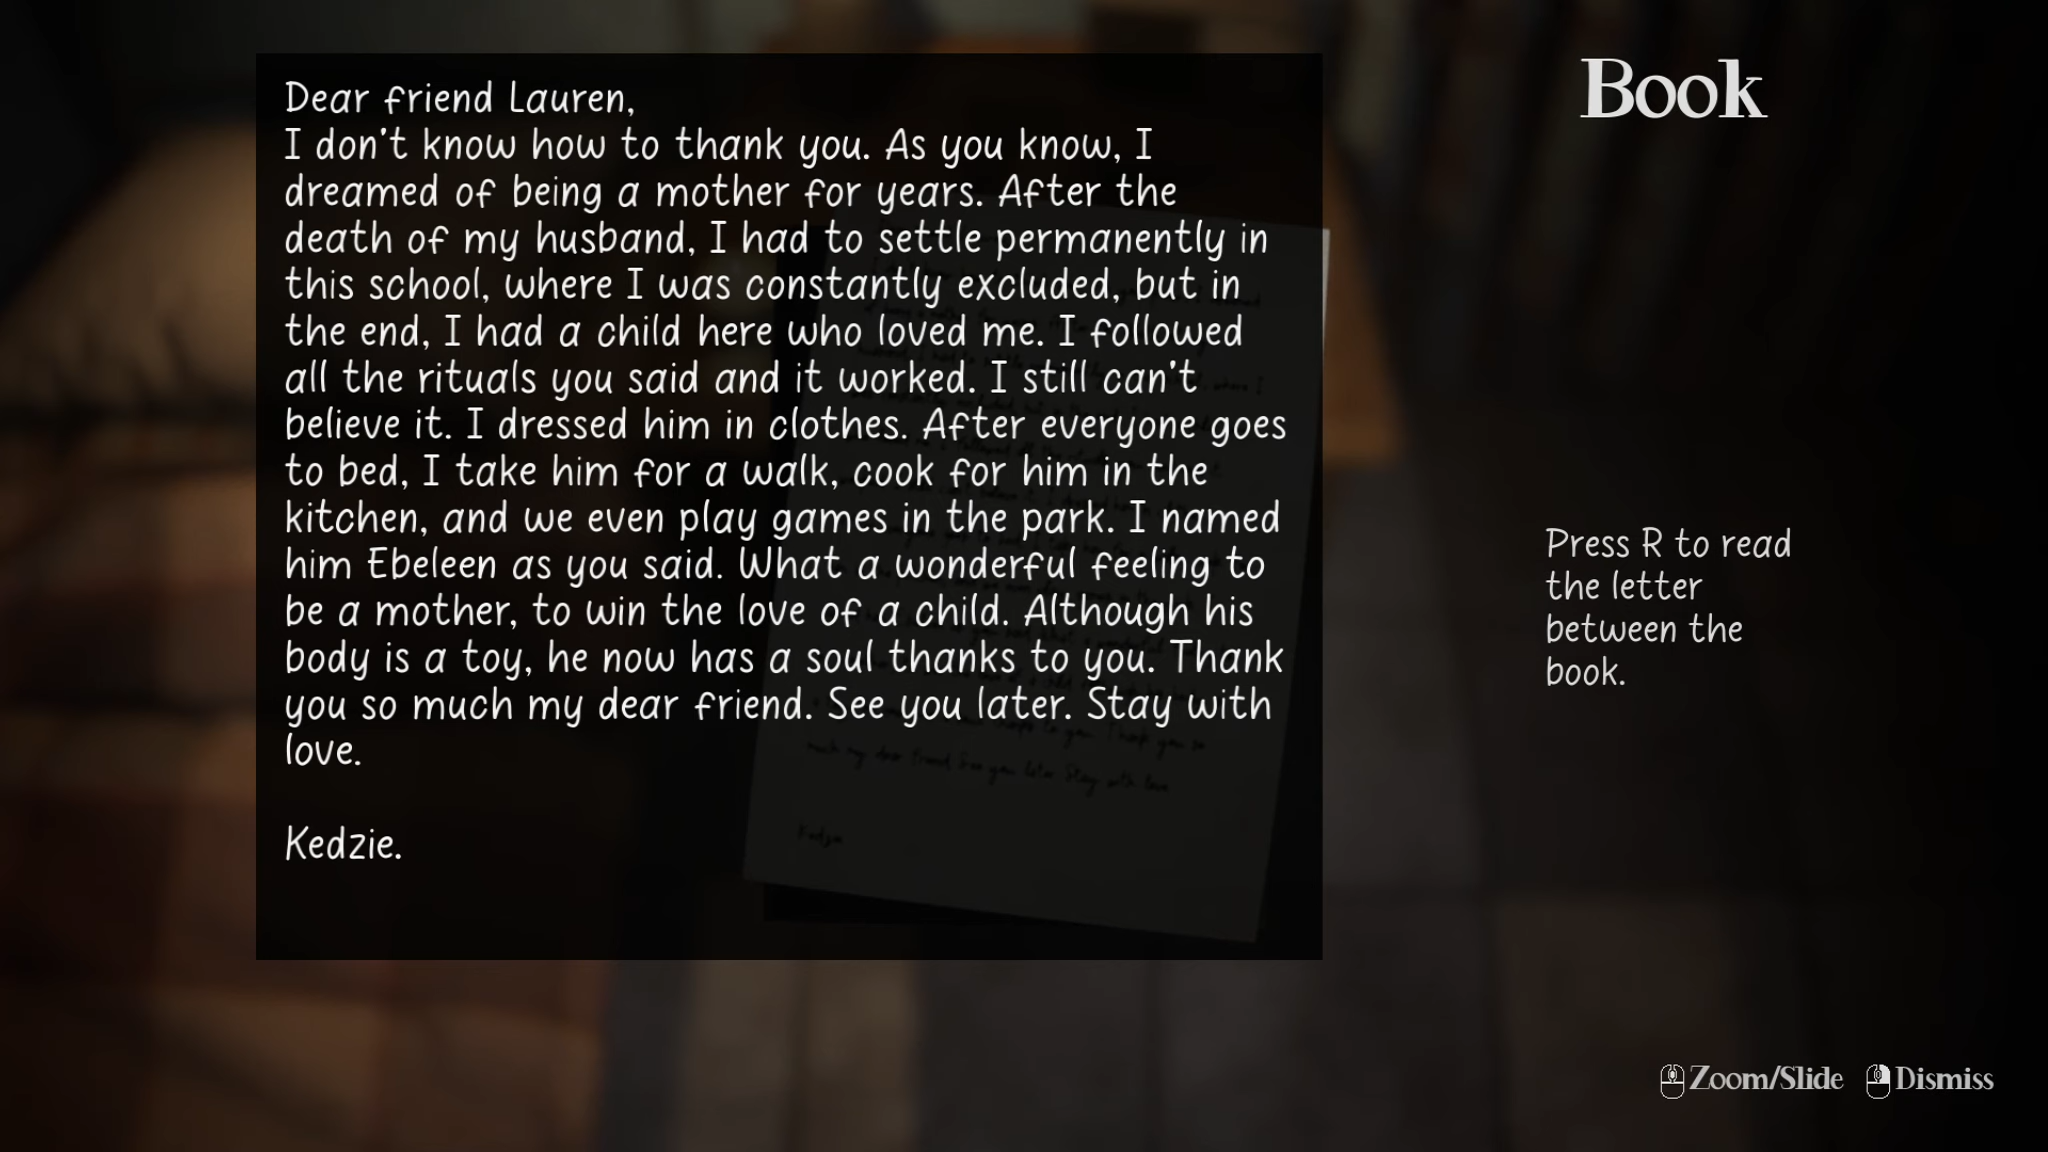 Dear friend Lauren,
I don't know how to thank you. As you know, I
dreamed of being a mother for years. After the
death of my husband, I had to settle permanently in
this school, where I was constantly excluded, but in
the end, I had a child here who loved me. I followed
all the rituals you said and it worked. I still can't
believe it. I dressed him in clothes. After everyone goes
to bed, I take him for a walk, cook for him in the
kitchen, and we even play games in the park. I named
him Ebeleen as you said. What a wonderful feeling to
be a mother, to win the love of a child. Although his
body is a toy, he now has a soul thanks to you. Thank
you so much my dear friend. See you later. Stay with
love.
Kedzie.
Book
Press R to read
the letter
between the
book.
Zoom/Slide Dismiss